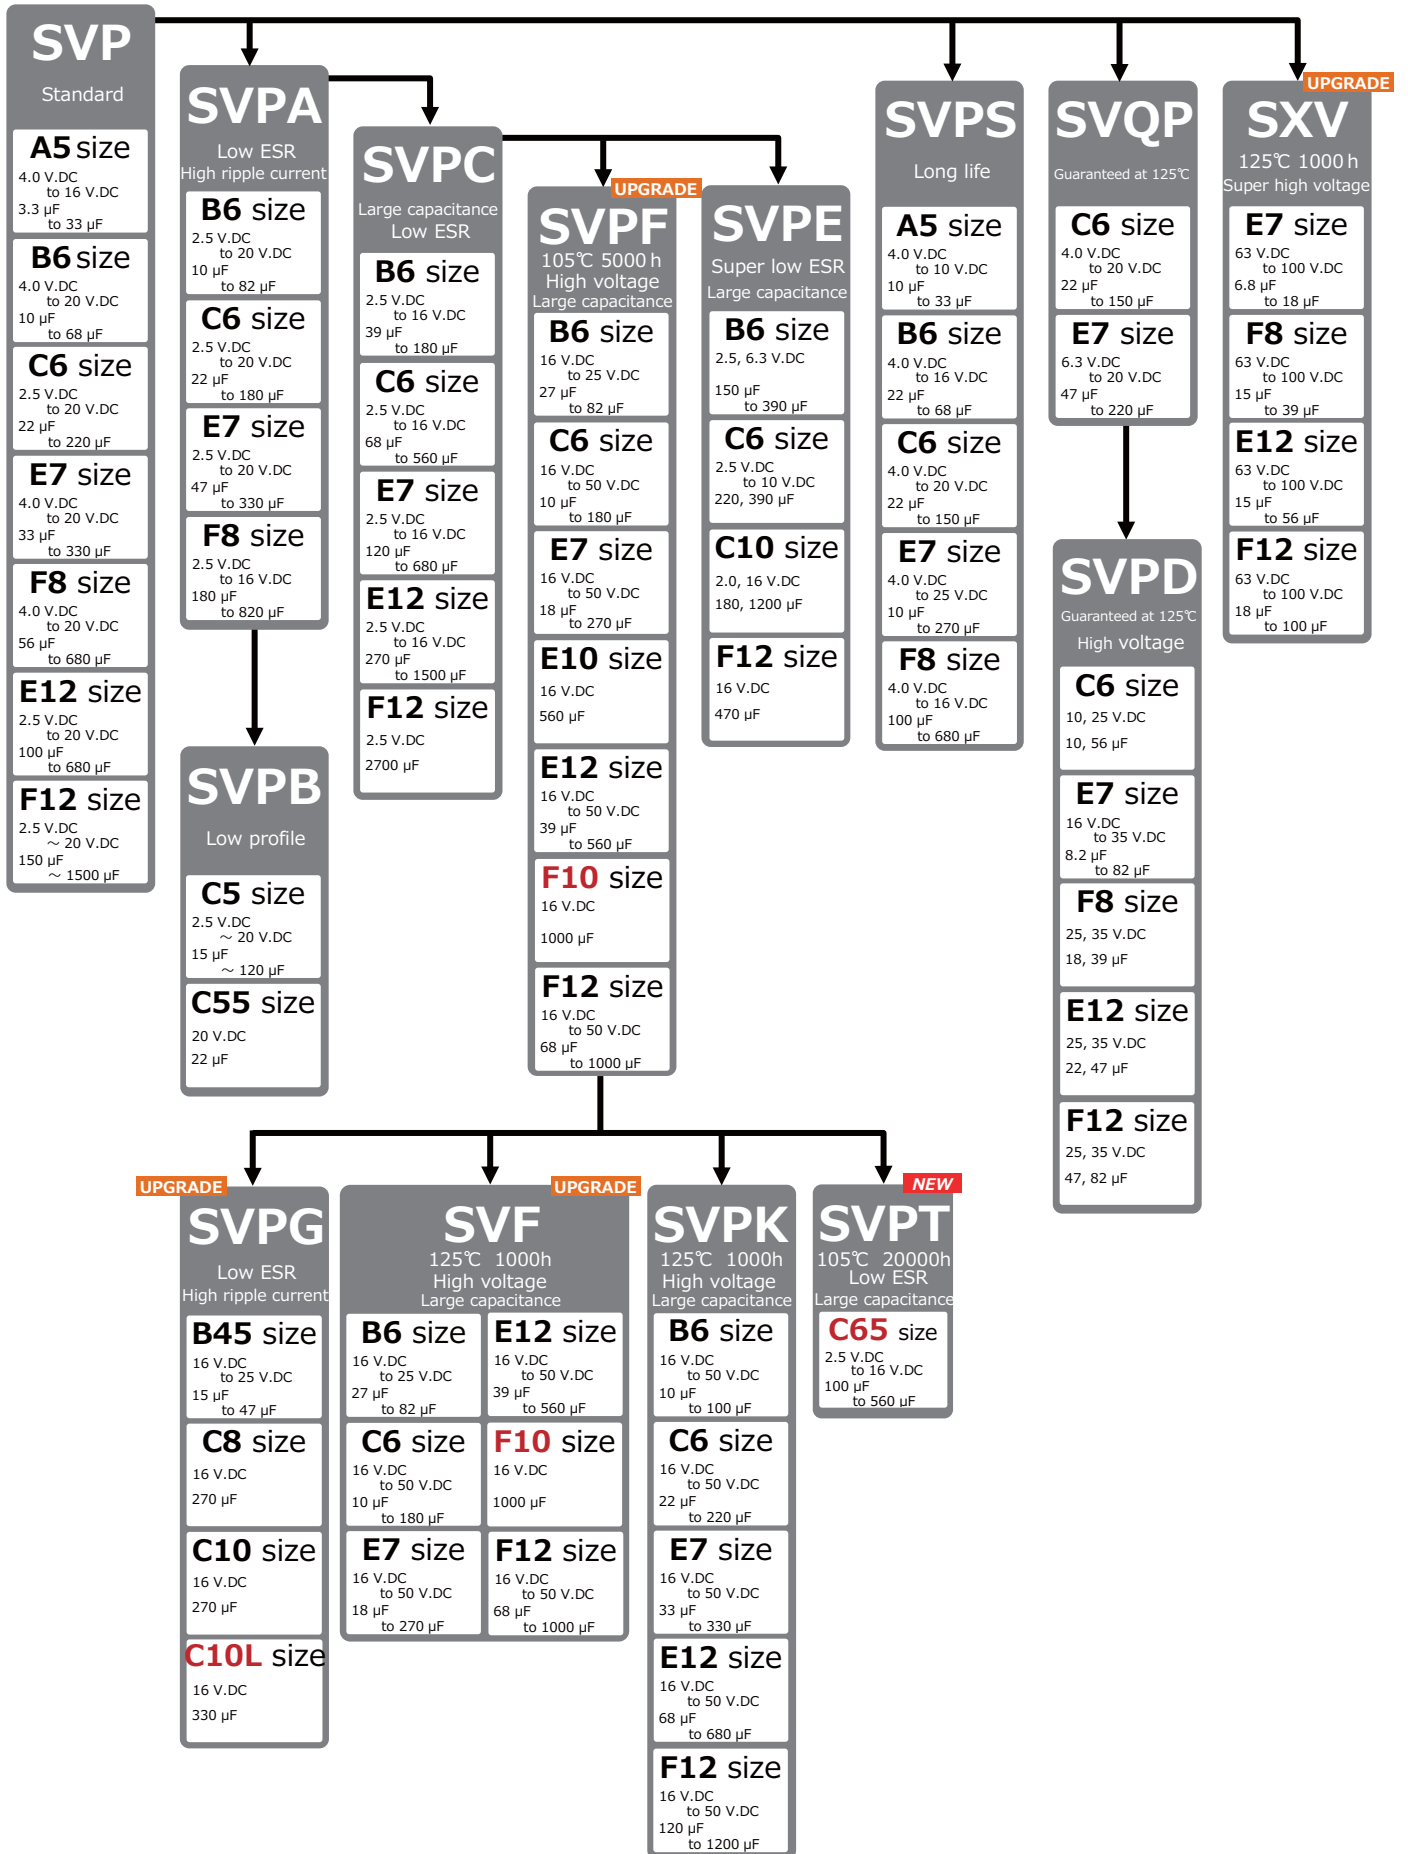 SVP
Standard
A5 size
4.0 V.DC
to 16 V.DC
3.3 µF
to 33 µF
B6 size
4.0 V.DC
to 20 V.DC
10 µF
to 68 µF
C6 size
2.5 V.DC
to 20 V.DC
22 µF
to 220 µF
E7 size
4.0 V.DC
to 20 V.DC
33 µF
to 330 µF
F8 size
4.0 V.DC
to 20 V.DC
56 µF
to 680 µF
E12 size
2.5 V.DC
to 20 V.DC
100 µF
to 680 µF
F12 size
2.5 V.DC
～ 20 V.DC
150 µF
～ 1500 µF
SVPA
Low ESR
High ripple current
B6 size
2.5 V.DC
to 20 V.DC
10 µF
to 82 µF
C6 size
2.5 V.DC
to 20 V.DC
22 µF
to 180 µF
E7 size
2.5 V.DC
to 20 V.DC
47 µF
to 330 µF
F8 size
2.5 V.DC
to 16 V.DC
180 µF
to 820 µF
SVPB
Low profile
C5 size
2.5 V.DC
～ 20 V.DC
15 µF
～ 120 µF
C55 size
20 V.DC
22 µF
SVPC
Large capacitance
Low ESR
B6 size
2.5 V.DC
to 16 V.DC
39 µF
to 180 µF
C6 size
2.5 V.DC
to 16 V.DC
68 µF
to 560 µF
E7 size
2.5 V.DC
to 16 V.DC
120 µF
to 680 µF
E12 size
2.5 V.DC
to 16 V.DC
270 µF
to 1500 µF
F12 size
2.5 V.DC
2700 µF
UPGRADE
SVPF
105℃ 5000 h
High voltage
Large capacitance
B6 size
16 V.DC
to 25 V.DC
27 µF
to 82 µF
C6 size
16 V.DC
to 50 V.DC
10 µF
to 180 µF
E7 size
16 V.DC
to 50 V.DC
18 µF
to 270 µF
E10 size
16 V.DC
560 µF
E12 size
16 V.DC
to 50 V.DC
39 µF
to 560 µF
F10 size
16 V.DC
1000 µF
F12 size
16 V.DC
to 50 V.DC
68 µF
to 1000 µF
SVPE
Super low ESR
Large capacitance
B6 size
2.5, 6.3 V.DC
150 µF
to 390 µF
C6 size
2.5 V.DC
to 10 V.DC
220, 390 µF
C10 size
2.0, 16 V.DC
180, 1200 µF
F12 size
16 V.DC
470 µF
SVPS
Long life
A5 size
4.0 V.DC
to 10 V.DC
10 µF
to 33 µF
B6 size
4.0 V.DC
to 16 V.DC
22 µF
to 68 µF
C6 size
4.0 V.DC
to 20 V.DC
22 µF
to 150 µF
E7 size
4.0 V.DC
to 25 V.DC
10 µF
to 270 µF
F8 size
4.0 V.DC
to 16 V.DC
100 µF
to 680 µF
SVQP
Guaranteed at 125℃
C6 size
4.0 V.DC
to 20 V.DC
22 µF
to 150 µF
E7 size
6.3 V.DC
to 20 V.DC
47 µF
to 220 µF
SVPD
Guaranteed at 125℃
High voltage
C6 size
10, 25 V.DC
10, 56 µF
E7 size
16 V.DC
to 35 V.DC
8.2 µF
to 82 µF
F8 size
25, 35 V.DC
18, 39 µF
E12 size
25, 35 V.DC
22, 47 µF
F12 size
25, 35 V.DC
47, 82 µF
UPGRADE
SXV
125℃ 1000 h
Super high voltage
E7 size
63 V.DC
to 100 V.DC
6.8 µF
to 18 µF
F8 size
63 V.DC
to 100 V.DC
15 µF
to 39 µF
E12 size
63 V.DC
to 100 V.DC
15 µF
to 56 µF
F12 size
63 V.DC
to 100 V.DC
18 µF
to 100 µF
UPGRADE
SVPG
Low ESR
High ripple current
B45 size
16 V.DC
to 25 V.DC
15 µF
to 47 µF
C8 size
16 V.DC
270 µF
C10 size
16 V.DC
270 µF
C10L size
16 V.DC
330 µF
UPGRADE
SVF
125℃ 1000h
High voltage
Large capacitance
B6 size
16 V.DC
to 25 V.DC
27 µF
to 82 µF
C6 size
16 V.DC
to 50 V.DC
10 µF
to 180 µF
E7 size
16 V.DC
to 50 V.DC
18 µF
to 270 µF
E12 size
16 V.DC
to 50 V.DC
39 µF
to 560 µF
F10 size
16 V.DC
1000 µF
F12 size
16 V.DC
to 50 V.DC
68 µF
to 1000 µF
SVPK
125℃ 1000h
High voltage
Large capacitance
B6 size
16 V.DC
to 50 V.DC
10 µF
to 100 µF
C6 size
16 V.DC
to 50 V.DC
22 µF
to 220 µF
E7 size
16 V.DC
to 50 V.DC
33 µF
to 330 µF
E12 size
16 V.DC
to 50 V.DC
68 µF
to 680 µF
F12 size
16 V.DC
to 50 V.DC
120 µF
to 1200 µF
NEW
SVPT
105℃ 20000h
Low ESR
Large capacitance
C65 size
2.5 V.DC
to 16 V.DC
100 µF
to 560 µF